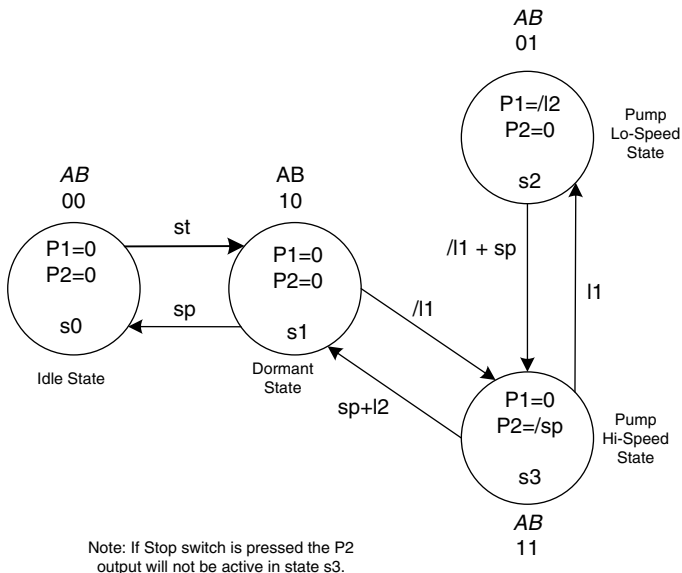 AB
01
P1=/l2
P2=0
s2
Pump
Lo-Speed
State
AB
00
P1=0
P2=0
s0
Idle State
st
sp
AB
10
P1=0
P2=0
s1
Dormant
State
/l1
sp+l2
/l1 + sp
l1
P1=0
P2=/sp
s3
Pump
Hi-Speed
State
AB
11
Note: If Stop switch is pressed the P2
output will not be active in state s3.